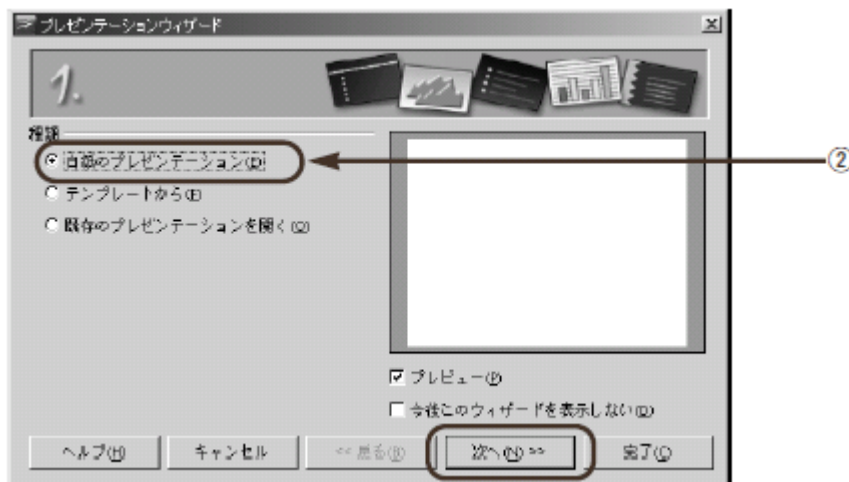 プレゼンテーションウィザード
1.
種類
白紙のプレゼンテーション(P)
②
テンプレートから(F)
既存のプレゼンテーションを開く(O)
プレビュー(P)
今後このウィザードを表示しない(D)
ヘルプ(H) キャンセル << 戻る(B) 次へ(N) >> 完了(C)